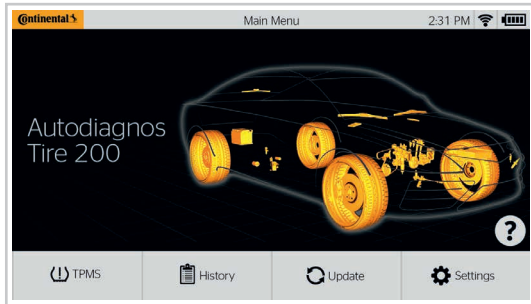 Continental
Main Menu
2:31 PM
Autodiagnos
Tire 200
?
(!) TPMS
History
Update
Settings